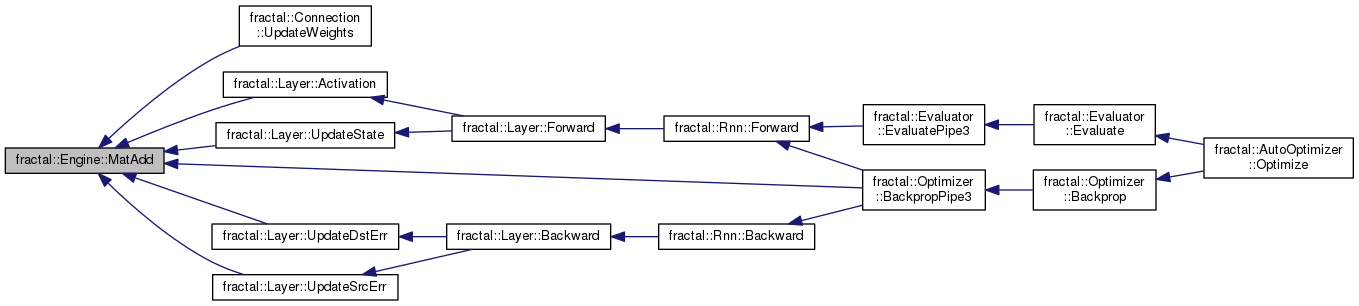 fractal::Connection
::UpdateWeights
fractal::Layer::Activation
fractal::Layer::UpdateState
fractal::Engine::MatAdd
fractal::Layer::UpdateDstErr
fractal::Layer::UpdateSrcErr
fractal::Layer::Forward
fractal::Layer::Backward
fractal::Rnn::Forward
fractal::Rnn::Backward
fractal::Evaluator
::EvaluatePipe3
fractal::Optimizer
::BackpropPipe3
fractal::Evaluator
::Evaluate
fractal::Optimizer
::Backprop
fractal::AutoOptimizer
::Optimize